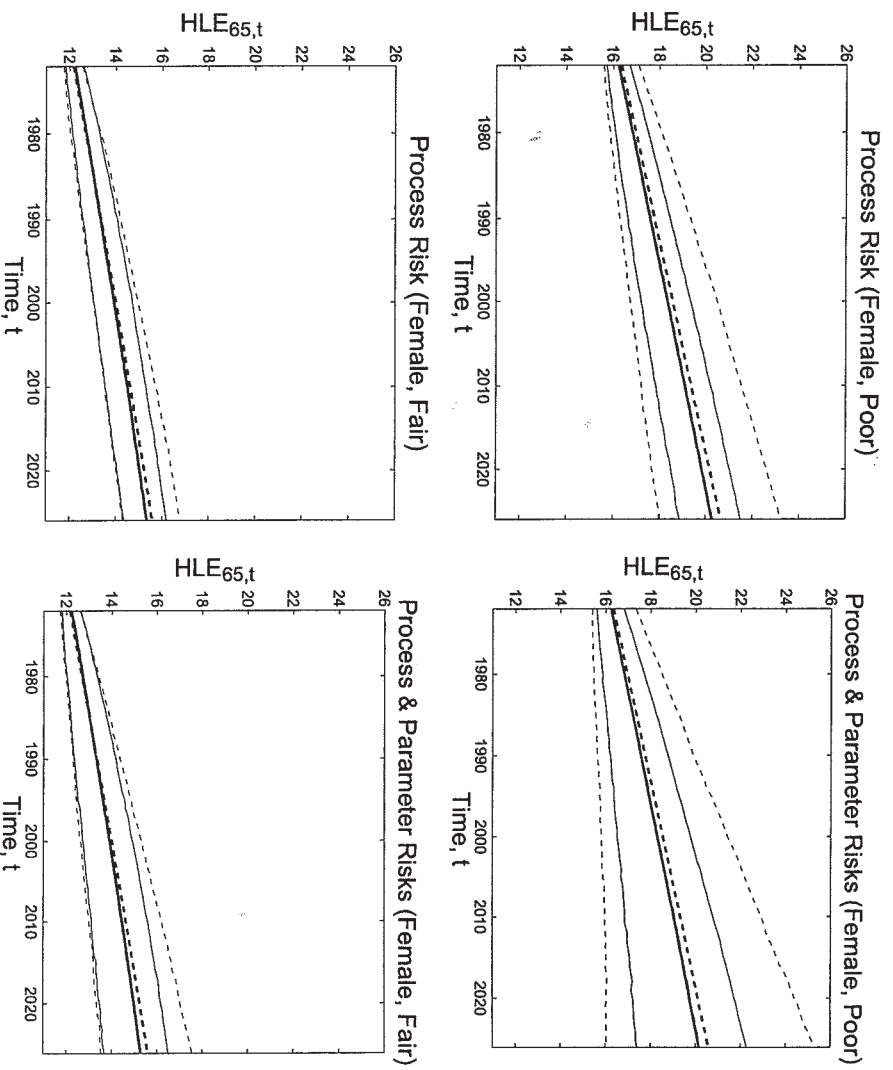 Process Risk (Female, Poor)
HLE65,t
26
24
22
20
18
16
14
12
1980 1990 2000 2010 2020
Time, t
Process & Parameter Risks (Female, Poor)
HLE65,t
26
24
22
20
18
16
14
12
1980 1990 2000 2010 2020
Time, t
Process Risk (Female, Fair)
HLE65,t
26
24
22
20
18
16
14
12
1980 1990 2000 2010 2020
Time, t
Process & Parameter Risks (Female, Fair)
HLE65,t
26
24
22
20
18
16
14
12
1980 1990 2000 2010 2020
Time, t